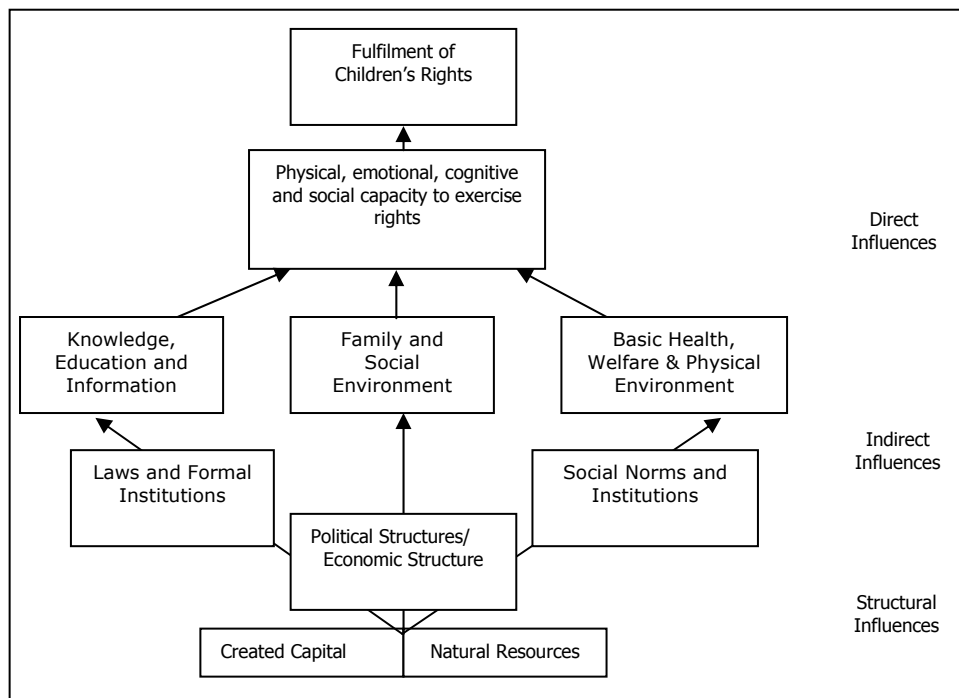 Fulfilment of
Children’s Rights
Physical, emotional, cognitive
and social capacity to exercise
rights
Direct
Influences
Knowledge,
Education and
Information
Family and
Social
Environment
Basic Health,
Welfare & Physical
Environment
Indirect
Influences
Laws and Formal
Institutions
Social Norms and
Institutions
Political Structures/
Economic Structure
Structural
Influences
Created Capital
Natural Resources